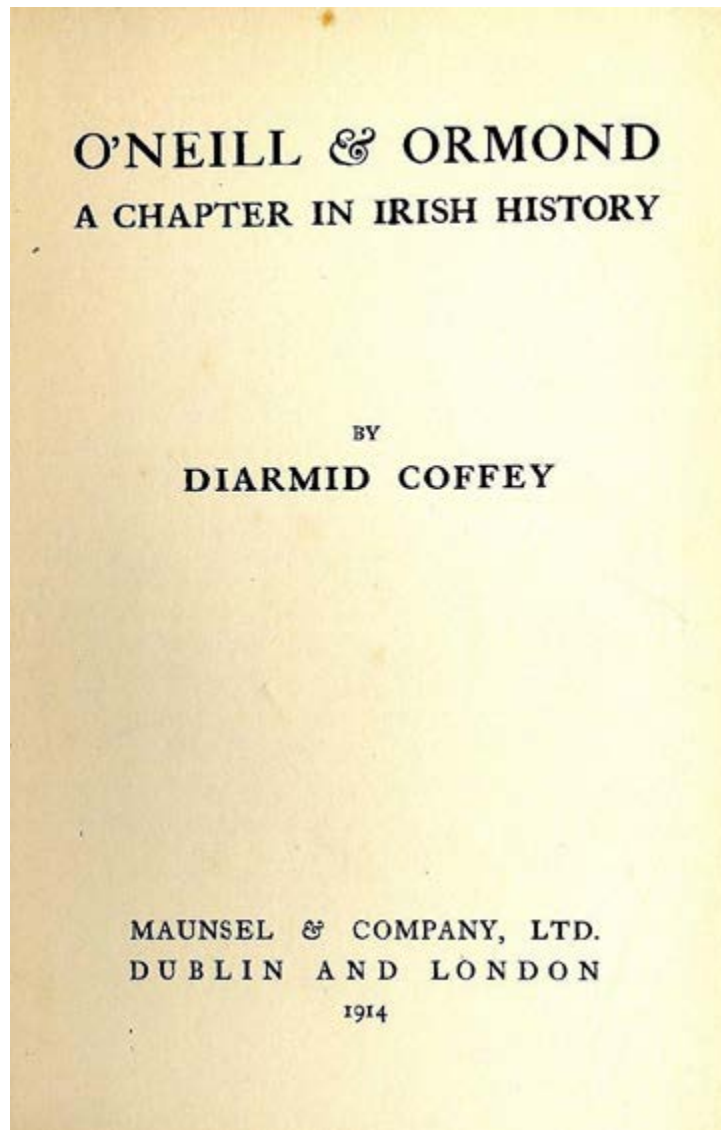 O'NEILL & ORMOND
A CHAPTER IN IRISH HISTORY
BY
DIARMID COFFEY
MAUNSEL & COMPANY, LTD.
DUBLIN AND LONDON
1914